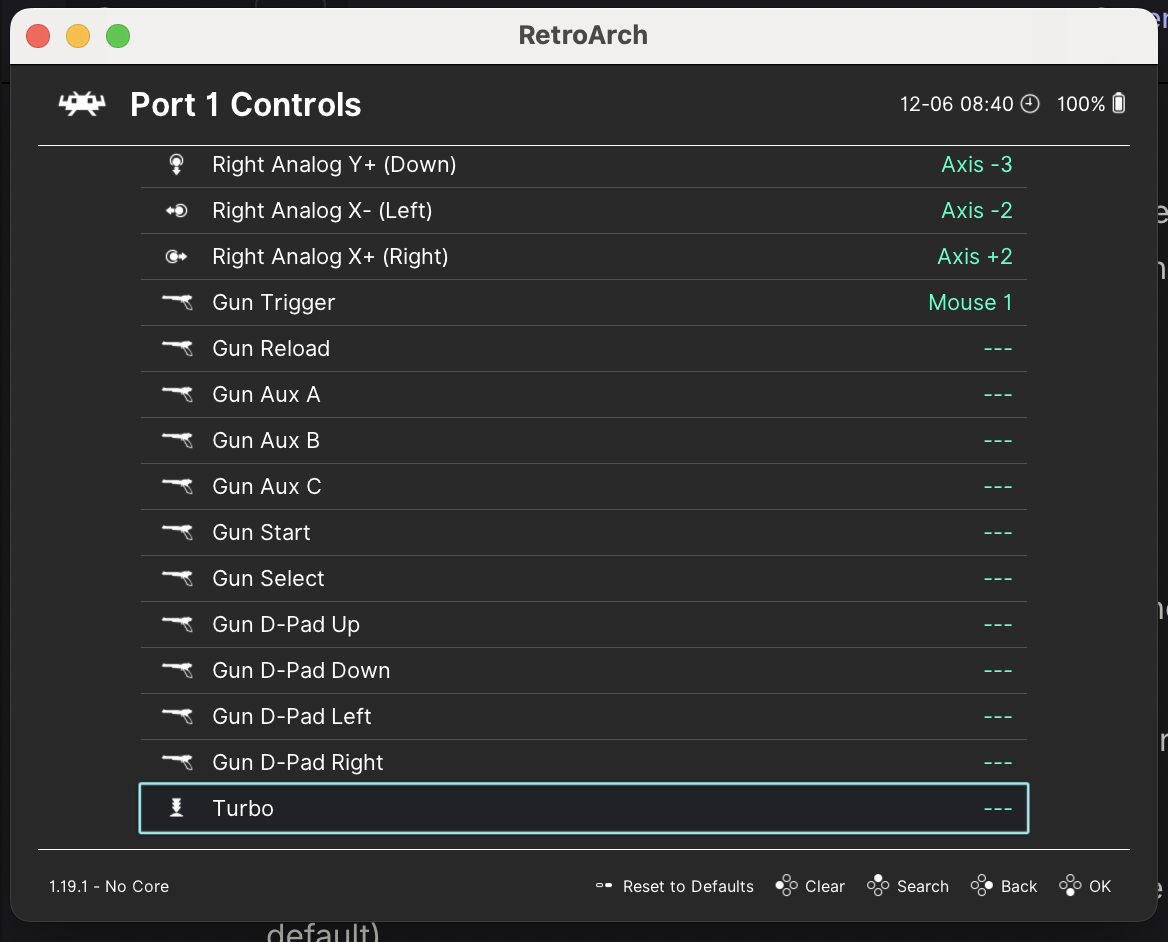 RetroArch
Port 1 Controls
12-06 08:40 100%
Right Analog Y+ (Down) Axis -3
Right Analog X- (Left) Axis -2
Right Analog X+ (Right) Axis +2
Gun Trigger Mouse 1
Gun Reload ---
Gun Aux A ---
Gun Aux B ---
Gun Aux C ---
Gun Start ---
Gun Select ---
Gun D-Pad Up ---
Gun D-Pad Down ---
Gun D-Pad Left ---
Gun D-Pad Right ---
Turbo ---
1.19.1 - No Core Reset to Defaults Clear Search Back OK
default)